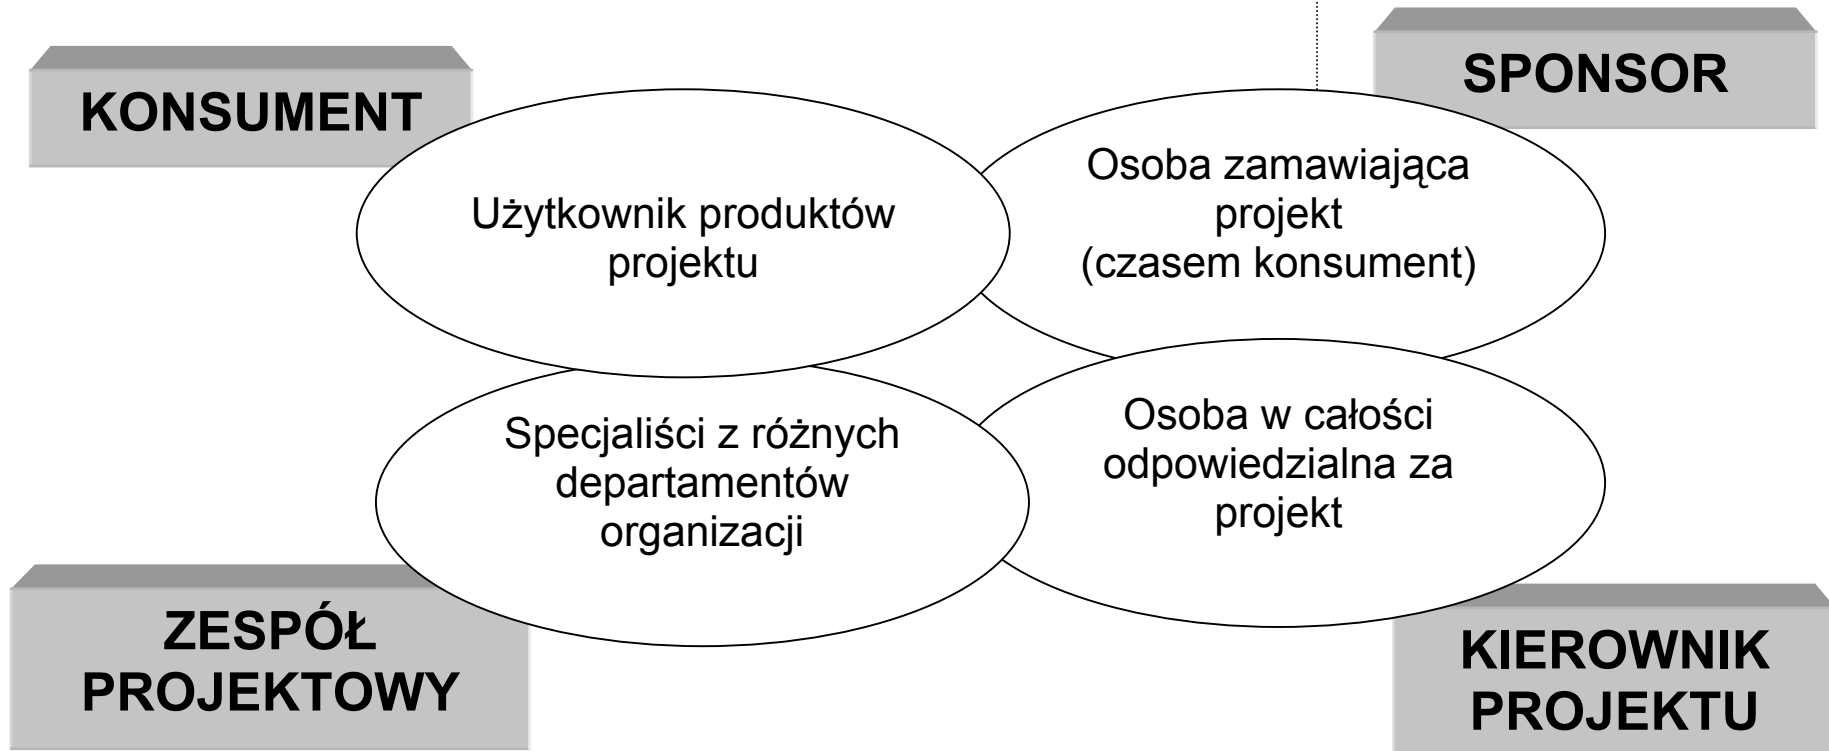 KONSUMENT
SPONSOR
Użytkownik produktów
projektu
Osoba zamawiająca
projekt
(czasem konsument)
Specjaliści z różnych
departamentów
organizacji
Osoba w całości
odpowiedzialna za
projekt
ZESPÓŁ
PROJEKTOWY
KIEROWNIK
PROJEKTU